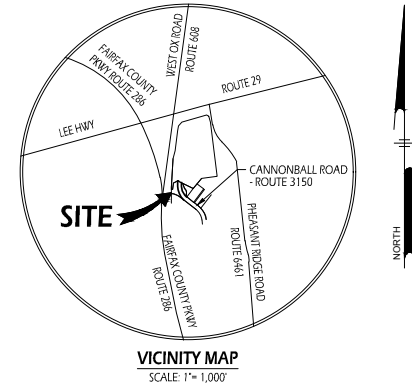 FAIRFAX COUNTY
PKWY ROUTE 286
WEST OX ROAD
ROUTE 608
ROUTE 29
LEE HWY
CANNONBALL ROAD
- ROUTE 3150
SITE
PHEASANT RIDGE ROAD
ROUTE 6461
FAIRFAX COUNTY PKWY
ROUTE 286
NORTH
VICINITY MAP
SCALE: 1"= 1,000'